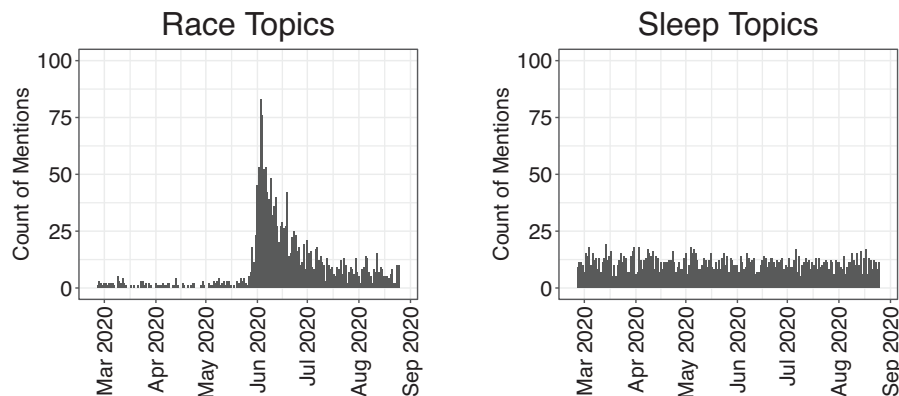 Race Topics
Count of Mentions
100
75
50
25
0
Mar 2020
Apr 2020
May 2020
Jun 2020
Jul 2020
Aug 2020
Sep 2020
Sleep Topics
Count of Mentions
100
75
50
25
0
Mar 2020
Apr 2020
May 2020
Jun 2020
Jul 2020
Aug 2020
Sep 2020